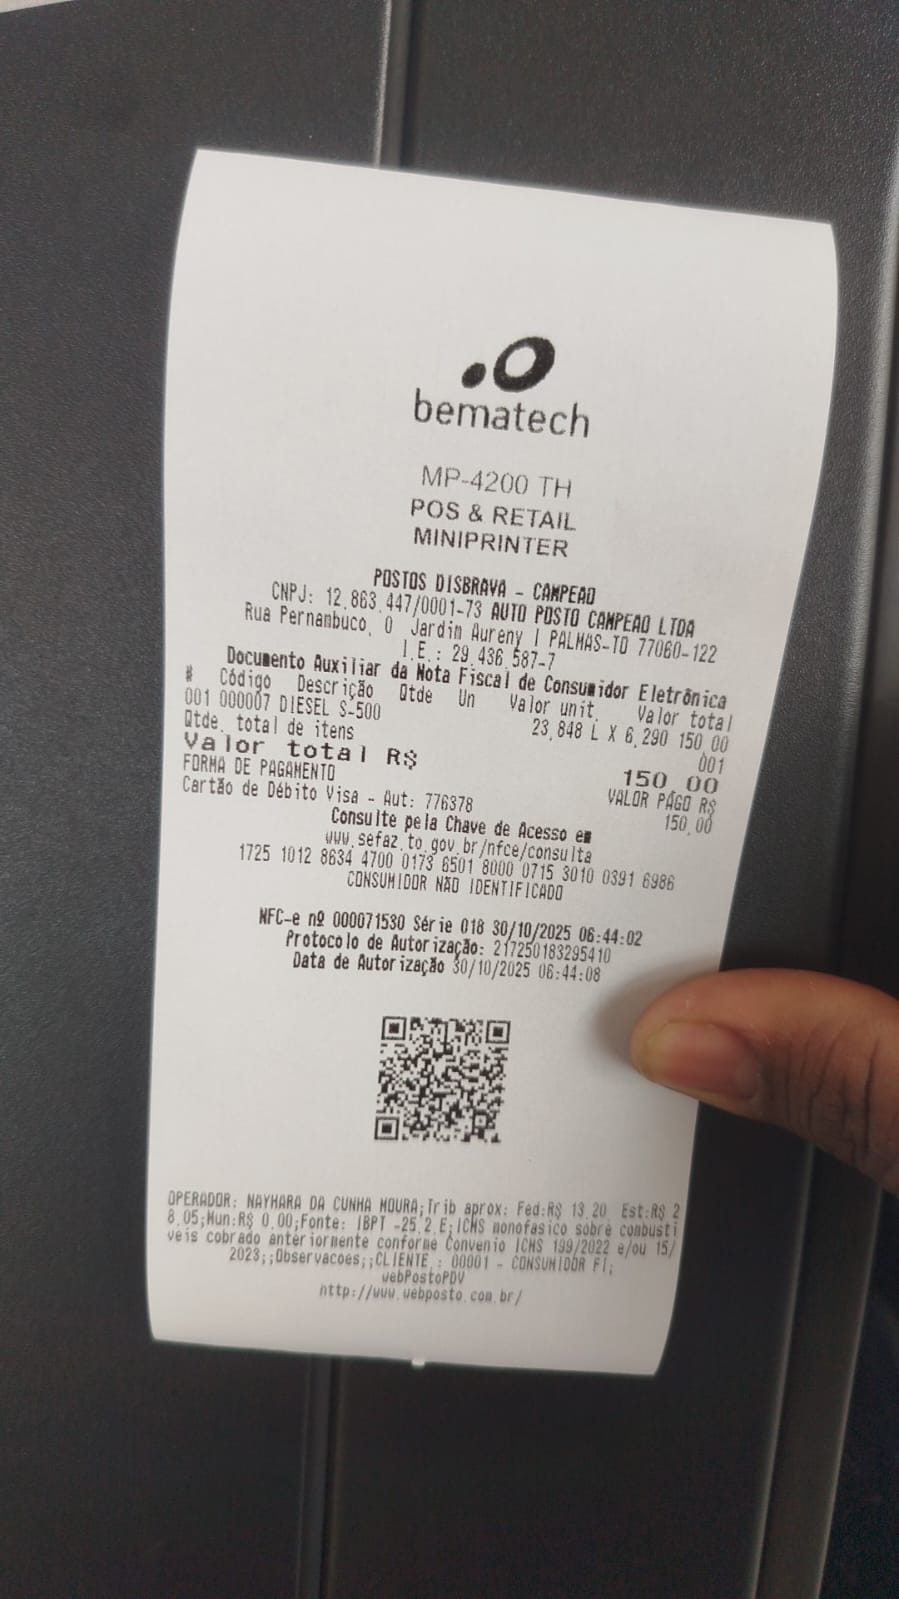 bematech
MP-4200 TH
POS & RETAIL
MINIPRINTER
POSTOS DISBRAVA - CAMPEAO
CNPJ: 12.863.447/0001-73 AUTO POSTO CAMPEAO LTDA
Rua Pernambuco, 0 Jardim Aureny I PALMAS-TO 77060-122
I.E.: 29.436.587-7
Documento Auxiliar da Nota Fiscal de Consumidor Eletrônica
# Código Descrição Qtde Un Valor unit. Valor total
001 000007 DIESEL S-500 23,848 L X 6,290 150,00
Qtde. total de itens 001
Valor total R$ 150,00
FORMA DE PAGAMENTO VALOR PAGO R$
Cartão de Débito Visa - Aut: 776378 150,00
Consulte pela Chave de Acesso em
www.sefaz.to.gov.br/nfce/consulta
1725 1012 8634 4700 0173 6501 8000 0715 3010 0391 6986
CONSUMIDOR NÃO IDENTIFICADO
NFC-e nº 000071530 Série 018 30/10/2025 06:44:02
Protocolo de Autorização: 217250183295410
Data de Autorização 30/10/2025 06:44:08
OPERADOR: NAYHARA DA CUNHA MOURA;Trib aprox: Fed:R$ 13,20 Est:R$ 2
8,05;Mun:R$ 0,00;Fonte: IBPT -25.2.E;ICMS monofasico sobre combusti
veis cobrado anteriormente conforme Convenio ICMS 199/2022 e/ou 15/
2023;;Observacoes;;CLIENTE.: 00001 - CONSUMIDOR FI;
webPostoPDV
http://www.webposto.com.br/